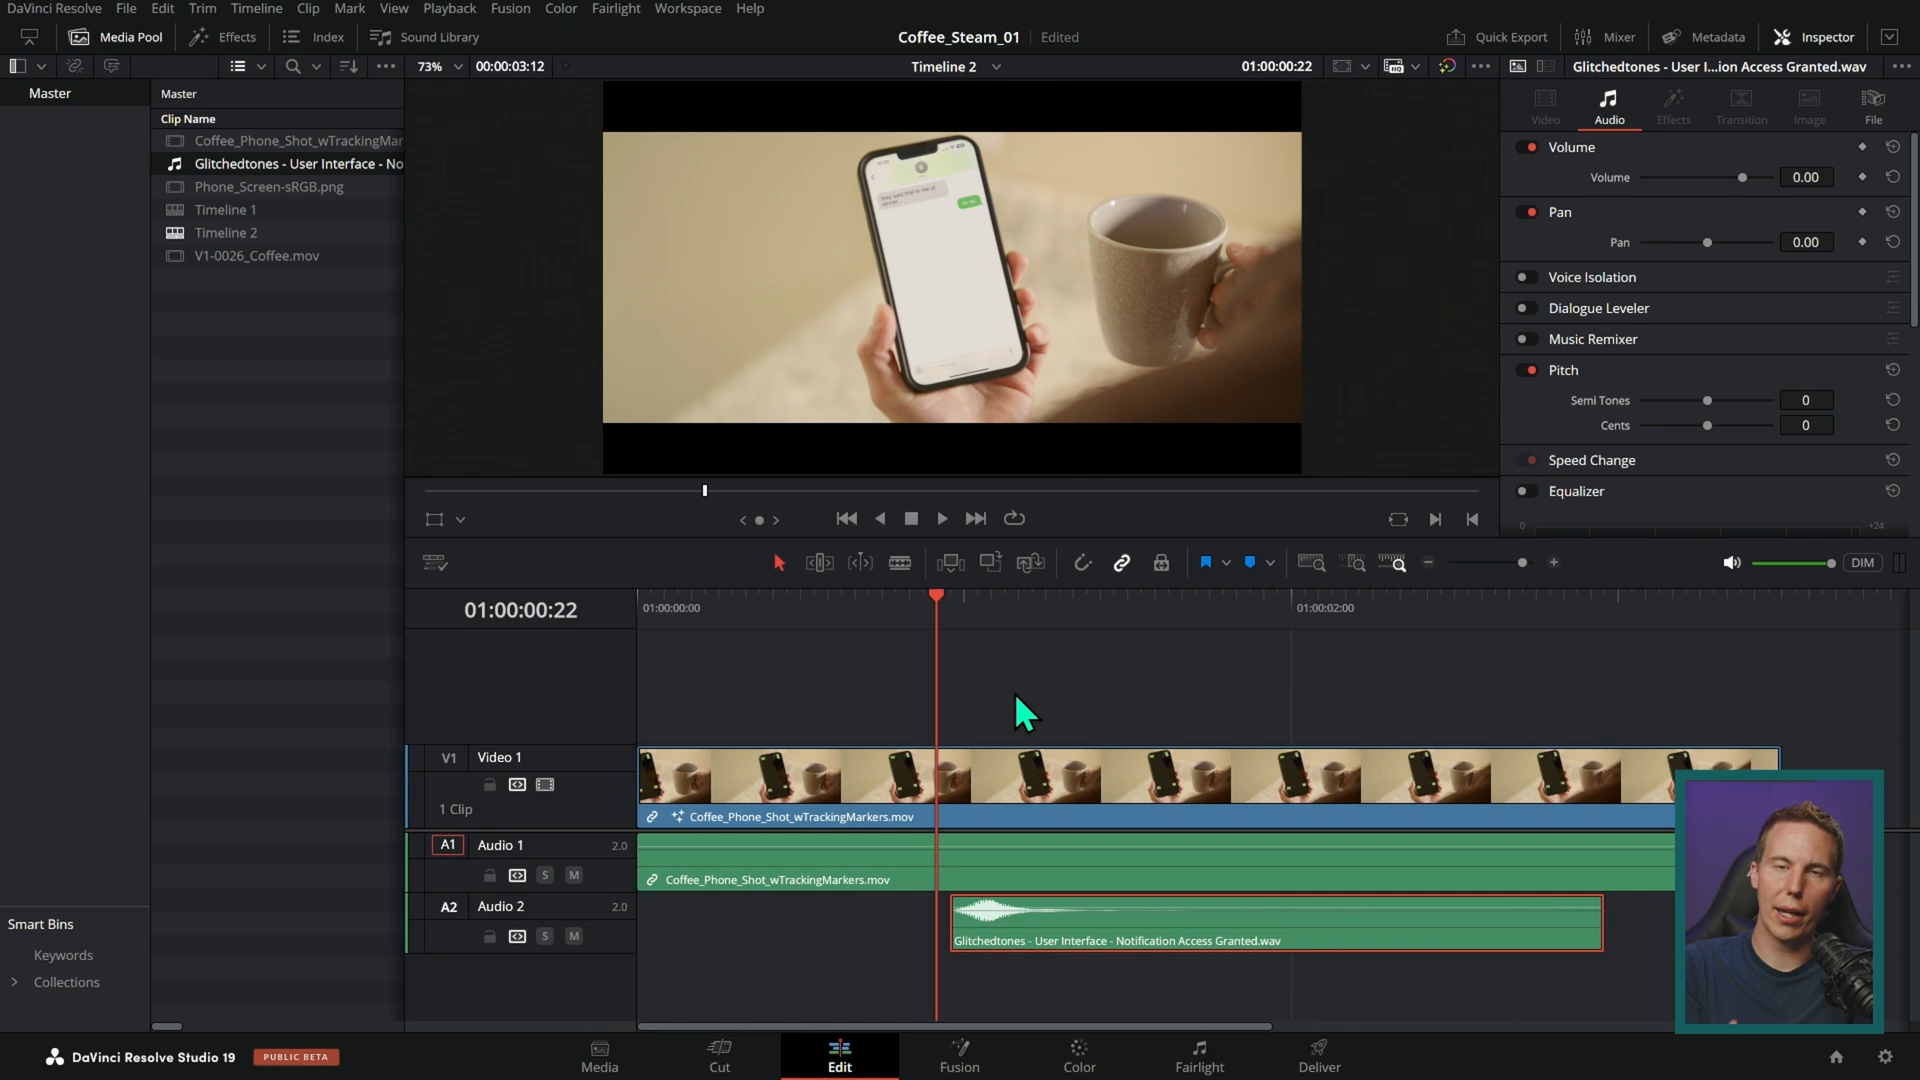 DaVinci Resolve File Edit Trim Timeline Clip Mark View Playback Fusion Color Fairlight Workspace Help
Media Pool Effects Index Sound Library Coffee_Steam_01 Edited Quick Export Mixer Metadata Inspector
73% 00:00:03:12 Timeline 2 01:00:00:22 Glitchedtones - User I...ion Access Granted.wav
Master
Master
Clip Name
Coffee_Phone_Shot_wTrackingMar
Glitchedtones - User Interface - No
Phone_Screen-sRGB.png
Timeline 1
Timeline 2
V1-0026_Coffee.mov
Video Audio Effects Transition Image File
Volume
Volume 0.00
Pan
Pan 0.00
Voice Isolation
Dialogue Leveler
Music Remixer
Pitch
Semi Tones 0
Cents 0
Speed Change
Equalizer
0 +24
DIM
01:00:00:22 01:00:00:00 01:00:02:00
V1 Video 1
1 Clip
Coffee_Phone_Shot_wTrackingMarkers.mov
A1 Audio 1 2.0
S M
Coffee_Phone_Shot_wTrackingMarkers.mov
A2 Audio 2 2.0
S M
Glitchedtones - User Interface - Notification Access Granted.wav
Smart Bins
Keywords
Collections
DaVinci Resolve Studio 19 PUBLIC BETA
Media Cut Edit Fusion Color Fairlight Deliver